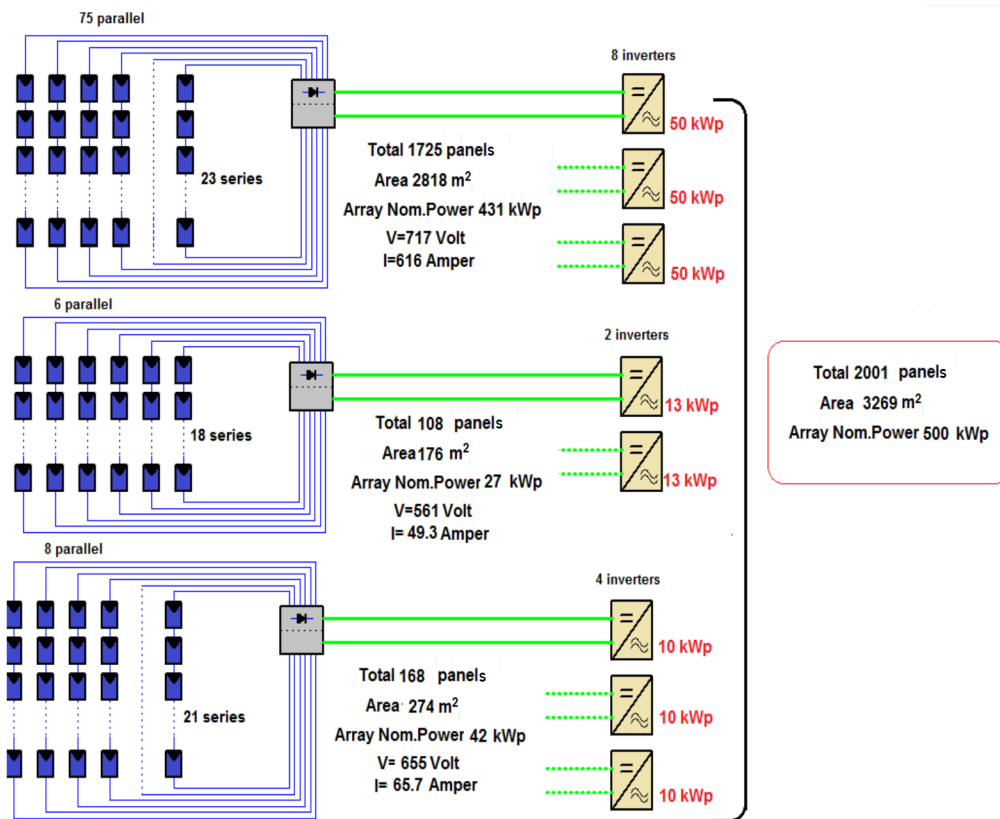 75 parallel
23 series
Total 1725 panels
Area 2818 m²
Array Nom.Power 431 kWp
V=717 Volt
I=616 Amper
8 inverters
50 kWp
50 kWp
50 kWp
6 parallel
18 series
Total 108 panels
Area 176 m²
Array Nom.Power 27 kWp
V=561 Volt
I= 49.3 Amper
2 inverters
13 kWp
13 kWp
8 parallel
21 series
Total 168 panels
Area 274 m²
Array Nom.Power 42 kWp
V= 655 Volt
I= 65.7 Amper
4 inverters
10 kWp
10 kWp
10 kWp
Total 2001 panels
Area 3269 m²
Array Nom.Power 500 kWp